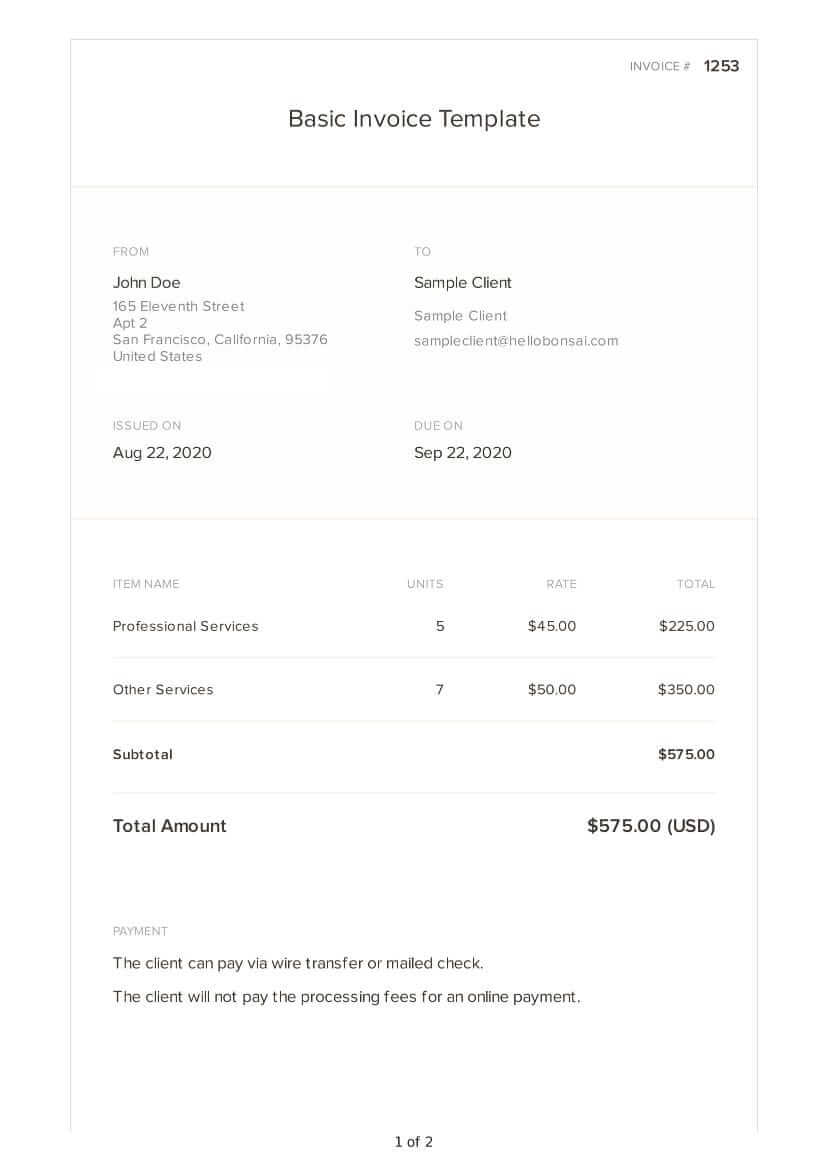 INVOICE # 1253
Basic Invoice Template
FROM
John Doe
165 Eleventh Street
Apt 2
San Francisco, California, 95376
United States
TO
Sample Client
Sample Client
sampleclient@hellobonsai.com
ISSUED ON
Aug 22, 2020
DUE ON
Sep 22, 2020
ITEM NAME UNITS RATE TOTAL
Professional Services 5 $45.00 $225.00
Other Services 7 $50.00 $350.00
Subtotal $575.00
Total Amount $575.00 (USD)
PAYMENT
The client can pay via wire transfer or mailed check.
The client will not pay the processing fees for an online payment.
1 of 2